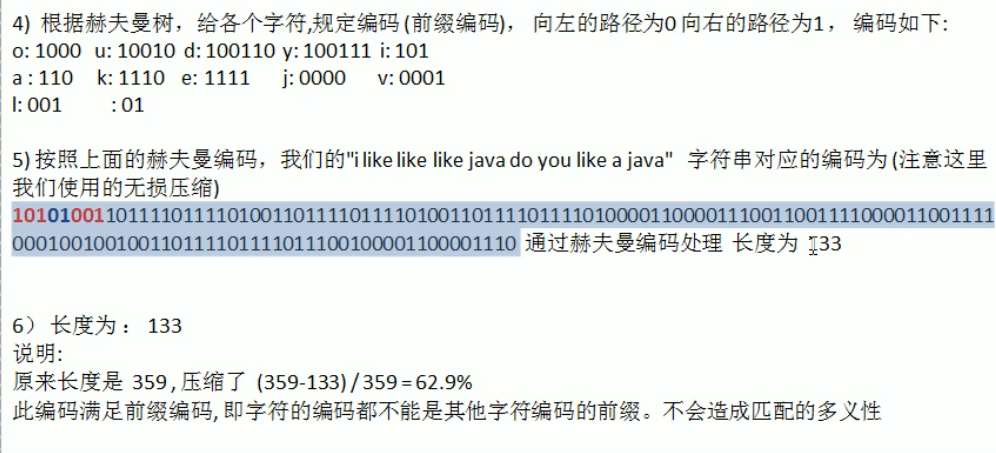 4) 根据赫夫曼树，给各个字符,规定编码 (前缀编码)， 向左的路径为0 向右的路径为1 ， 编码如下:
o: 1000 u: 10010 d: 100110 y: 100111 i: 101
a : 110 k: 1110 e: 1111 j: 0000 v: 0001
l: 001 : 01
5) 按照上面的赫夫曼编码，我们的"i like like like java do you like a java" 字符串对应的编码为 (注意这里
我们使用的无损压缩)
1010100110111101111010011011110111101001101111011110100001100001110011001111000011001111
000100100100110111101111011100100001100001110 通过赫夫曼编码处理 长度为 133
6） 长度为： 133
说明:
原来长度是 359 , 压缩了 (359-133) / 359 = 62.9%
此编码满足前缀编码, 即字符的编码都不能是其他字符编码的前缀。不会造成匹配的多义性